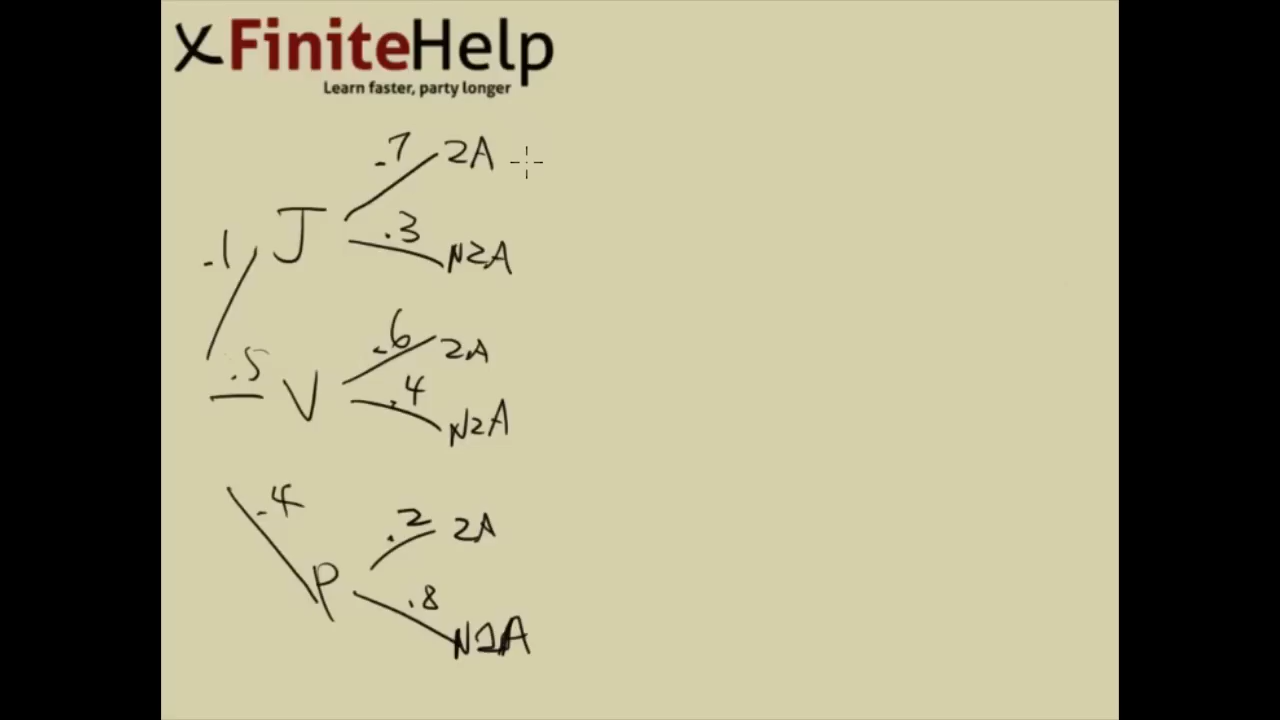 xFiniteHelp
Learn faster, party longer
.7 2A
.3 N2A
.1 J
.6 2A
.5 V
.4 N2A
.4
.2 2A
P
.8 N2A